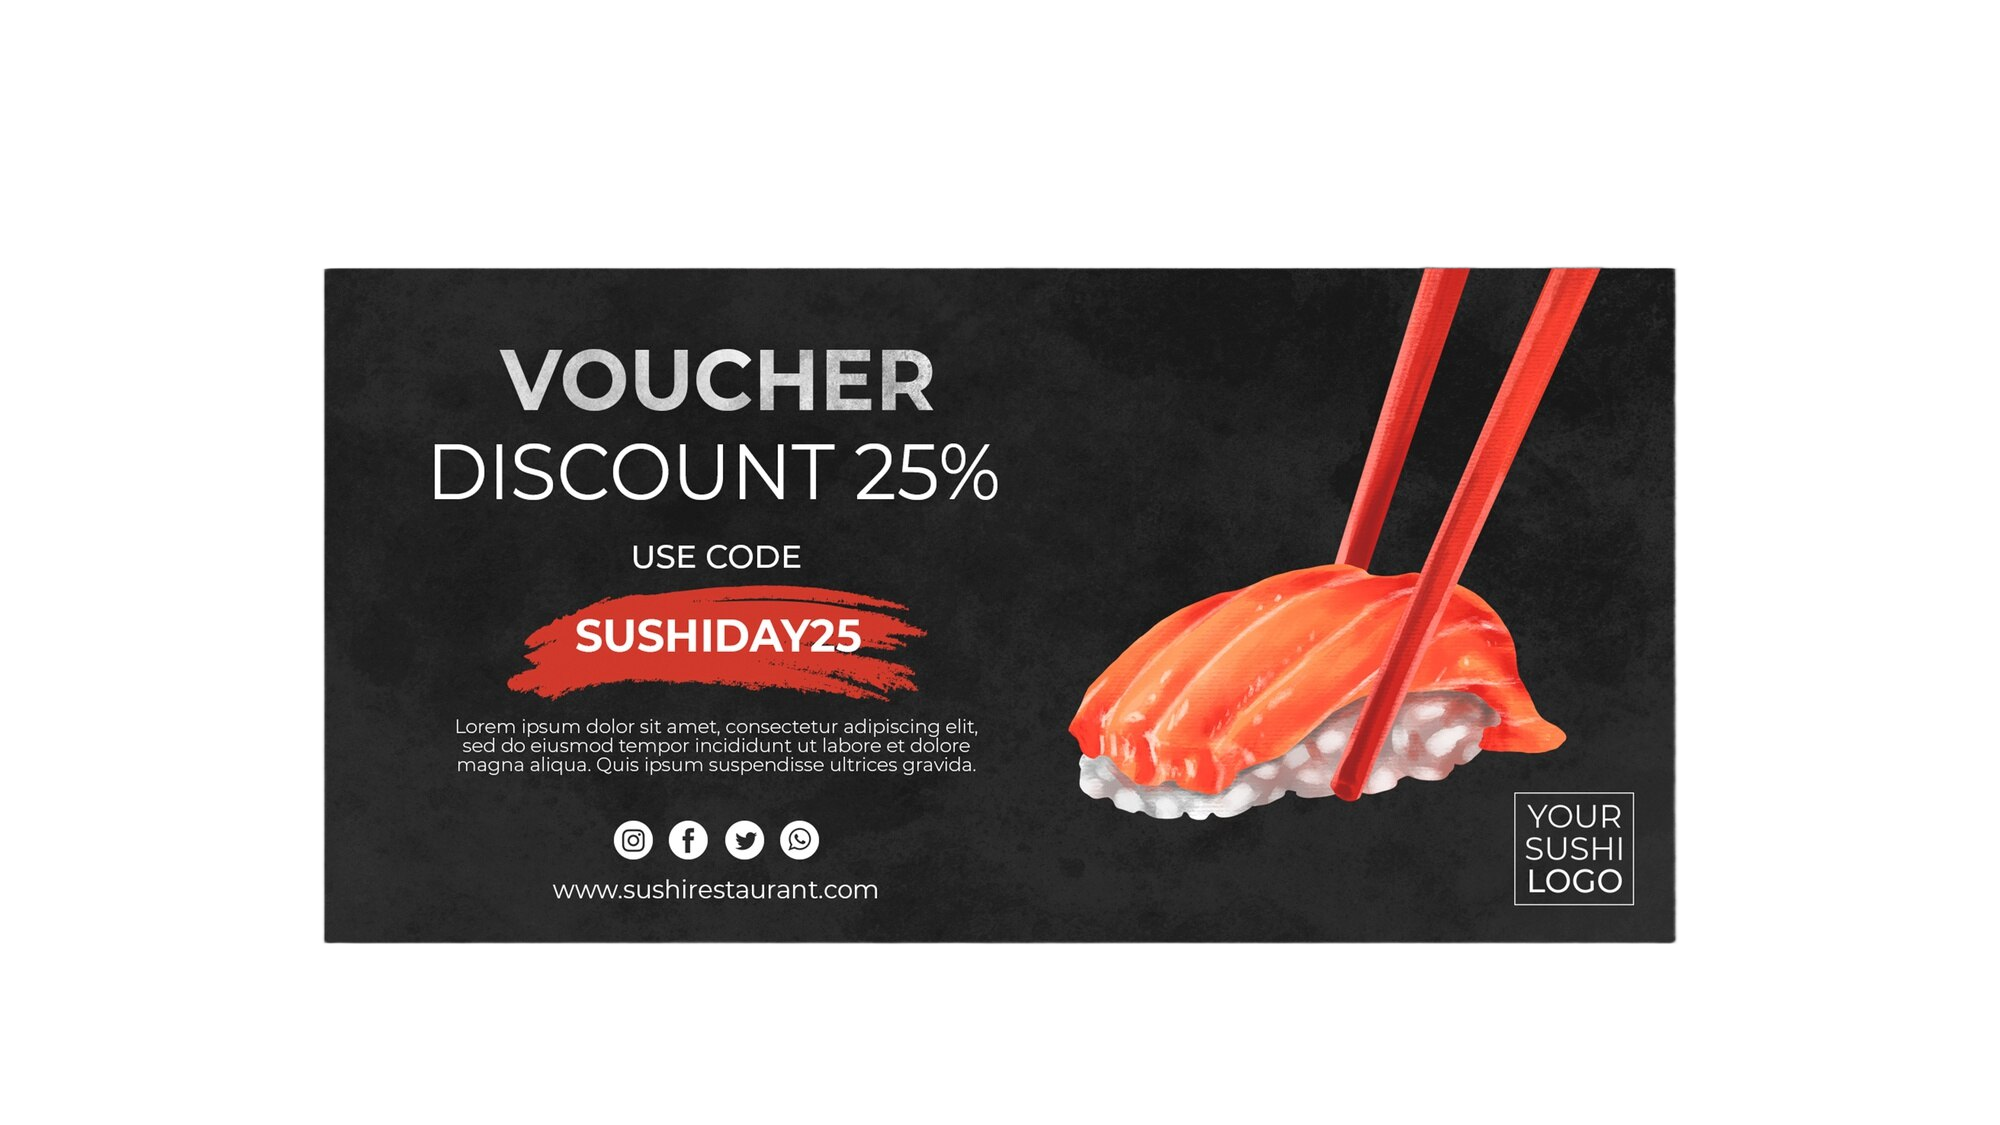 VOUCHER
DISCOUNT 25%
USE CODE
SUSHIDAY25
Lorem ipsum dolor sit amet, consectetur adipiscing elit,
sed do eiusmod tempor incididunt ut labore et dolore
magna aliqua. Quis ipsum suspendisse ultrices gravida.
www.sushirestaurant.com
YOUR
SUSHI
LOGO